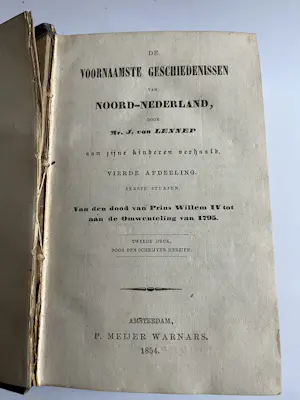 DE
VOORNAAMSTE GESCHIEDENISSEN
VAN
NOORD-NEDERLAND,
DOOR
Mr. J. van LENNEP
aan zijne kinderen verhaald.
VIERDE AFDEELING.
EERSTE STUKJEN.
Van den dood van Prins Willem IV tot
aan de Omwenteling van 1795.
TWEEDE DRUK,
DOOR DEN SCHRIJVER HERZIEN.
AMSTERDAM,
P. MEIJER WARNARS.
1854.